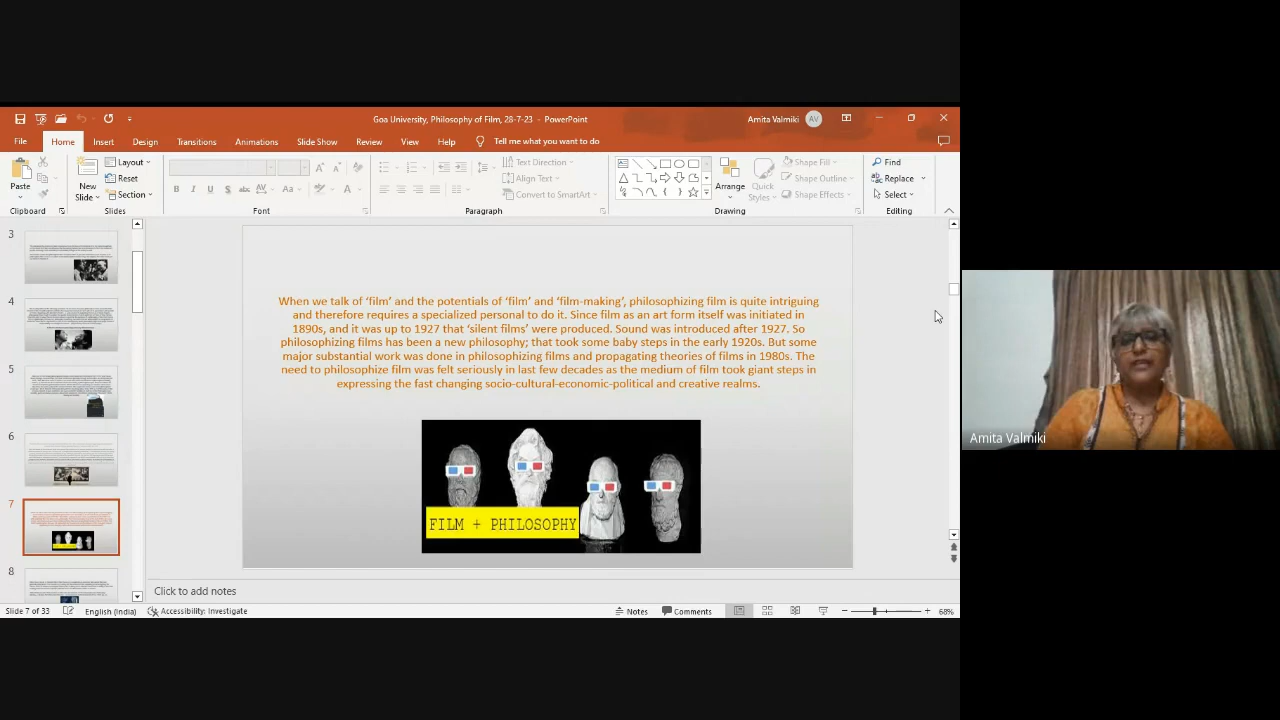 Goa University, Philosophy of Film, 28-7-23 – PowerPoint
Amita Valmiki AV
File Home Insert Design Transitions Animations Slide Show Review View Help Tell me what you want to do
Paste
New Slide
Layout
Reset
Section
B I U S abc AV Aa A
Text Direction
Align Text
Convert to SmartArt
Arrange
Quick Styles
Shape Fill
Shape Outline
Shape Effects
Find
Replace
Select
Clipboard Slides Font Paragraph Drawing Editing
3
4
5
6
7
8
When we talk of ‘film’ and the potentials of ‘film’ and ‘film-making’, philosophizing film is quite intriguing
and therefore requires a specialized personal to do it. Since film as an art form itself was initiated in
1890s, and it was up to 1927 that ‘silent films’ were produced. Sound was introduced after 1927. So
philosophizing films has been a new philosophy; that took some baby steps in the early 1920s. But some
major substantial work was done in philosophizing films and propagating theories of films in 1980s. The
need to philosophize film was felt seriously in last few decades as the medium of film took giant steps in
expressing the fast changing socio-cultural-economic-political and creative realms.
FILM + PHILOSOPHY
Click to add notes
Slide 7 of 33 English (India) Accessibility: Investigate Notes Comments 68%
Amita Valmiki